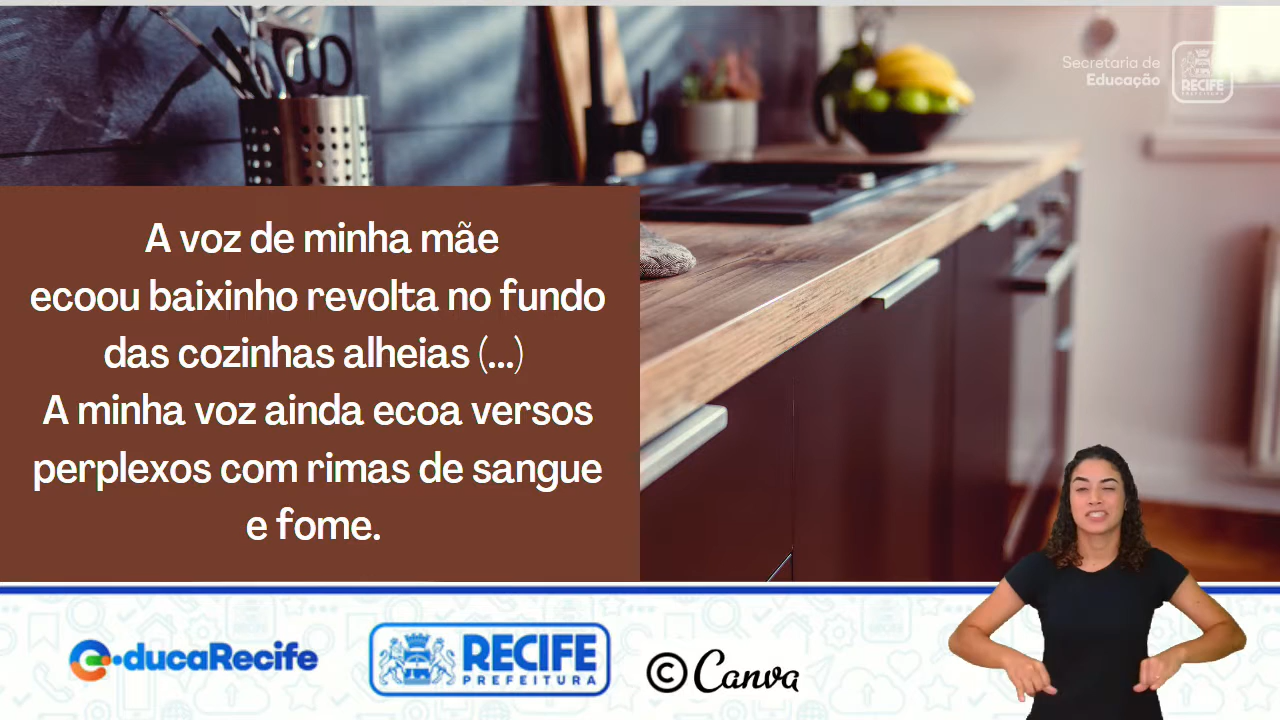 Secretaria de
Educação
RECIFE
PREFEITURA
A voz de minha mãe
ecoou baixinho revolta no fundo
das cozinhas alheias (...)
A minha voz ainda ecoa versos
perplexos com rimas de sangue
e fome.
educaRecife
RECIFE
PREFEITURA
© Canva